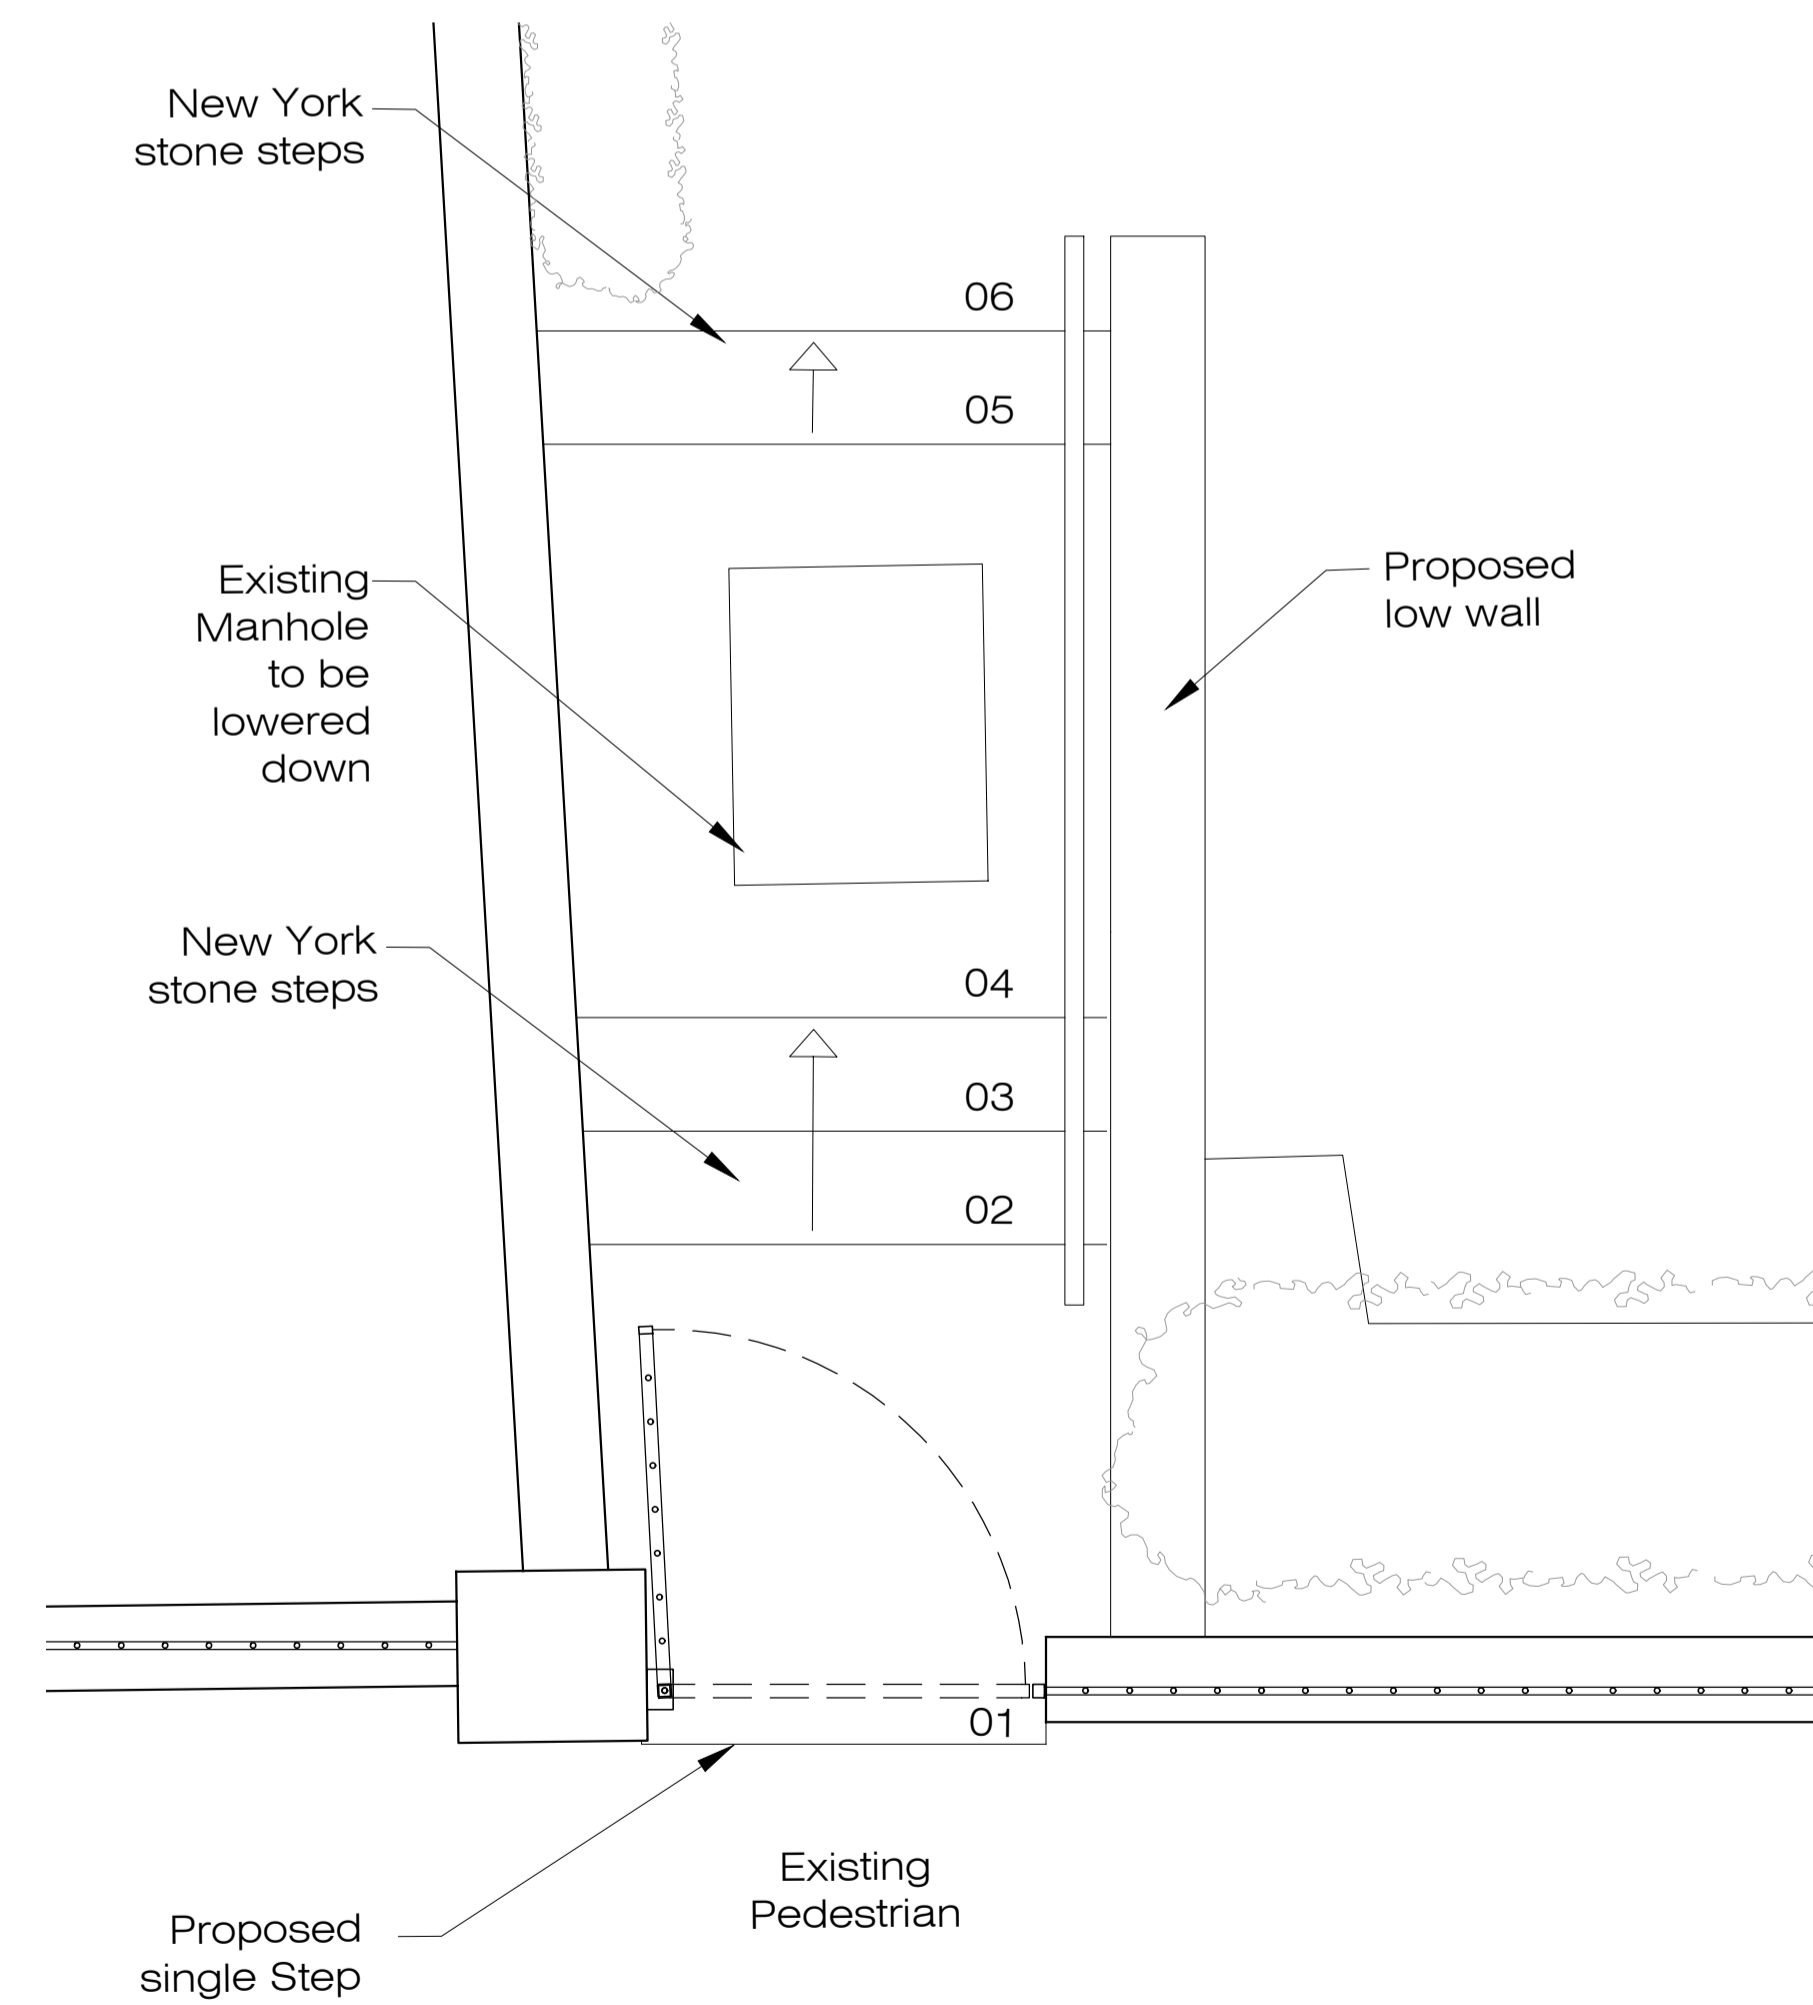 New York
stone steps
06
05
Existing
Manhole
to be
lowered
down
Proposed
low wall
New York
stone steps
04
03
02
01
Existing
Pedestrian
Proposed
single Step